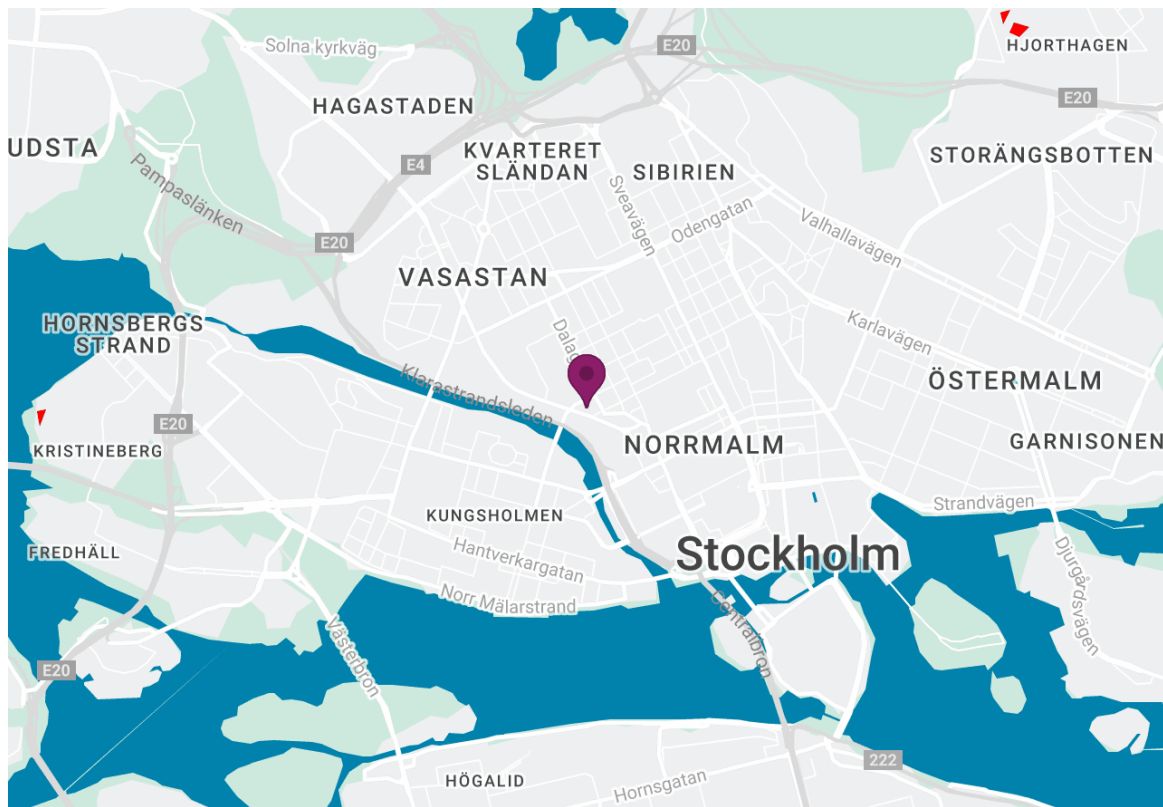 Solna kyrkväg
E20
HJORTHAGEN
HAGASTADEN
E20
UDSTA
KVARTERET
SLÄNDAN
SIBIRIEN
STORÄNGSBOTTEN
E4
Pampaslänken
Sveavägen
Odengatan
Valhallavägen
E20
VASASTAN
HORNSBERGS
STRAND
Dalag
Karlavägen
Klarastrandsleden
ÖSTERMALM
E20
KRISTINEBERG
NORRMALM
GARNISONEN
KUNGSHOLMEN
Strandvägen
FREDHÄLL
Hantverkargatan
Stockholm
Djurgårdsvägen
Norr Mälarstrand
Centralbron
Västerbron
E20
222
HÖGALID
Hornsgatan